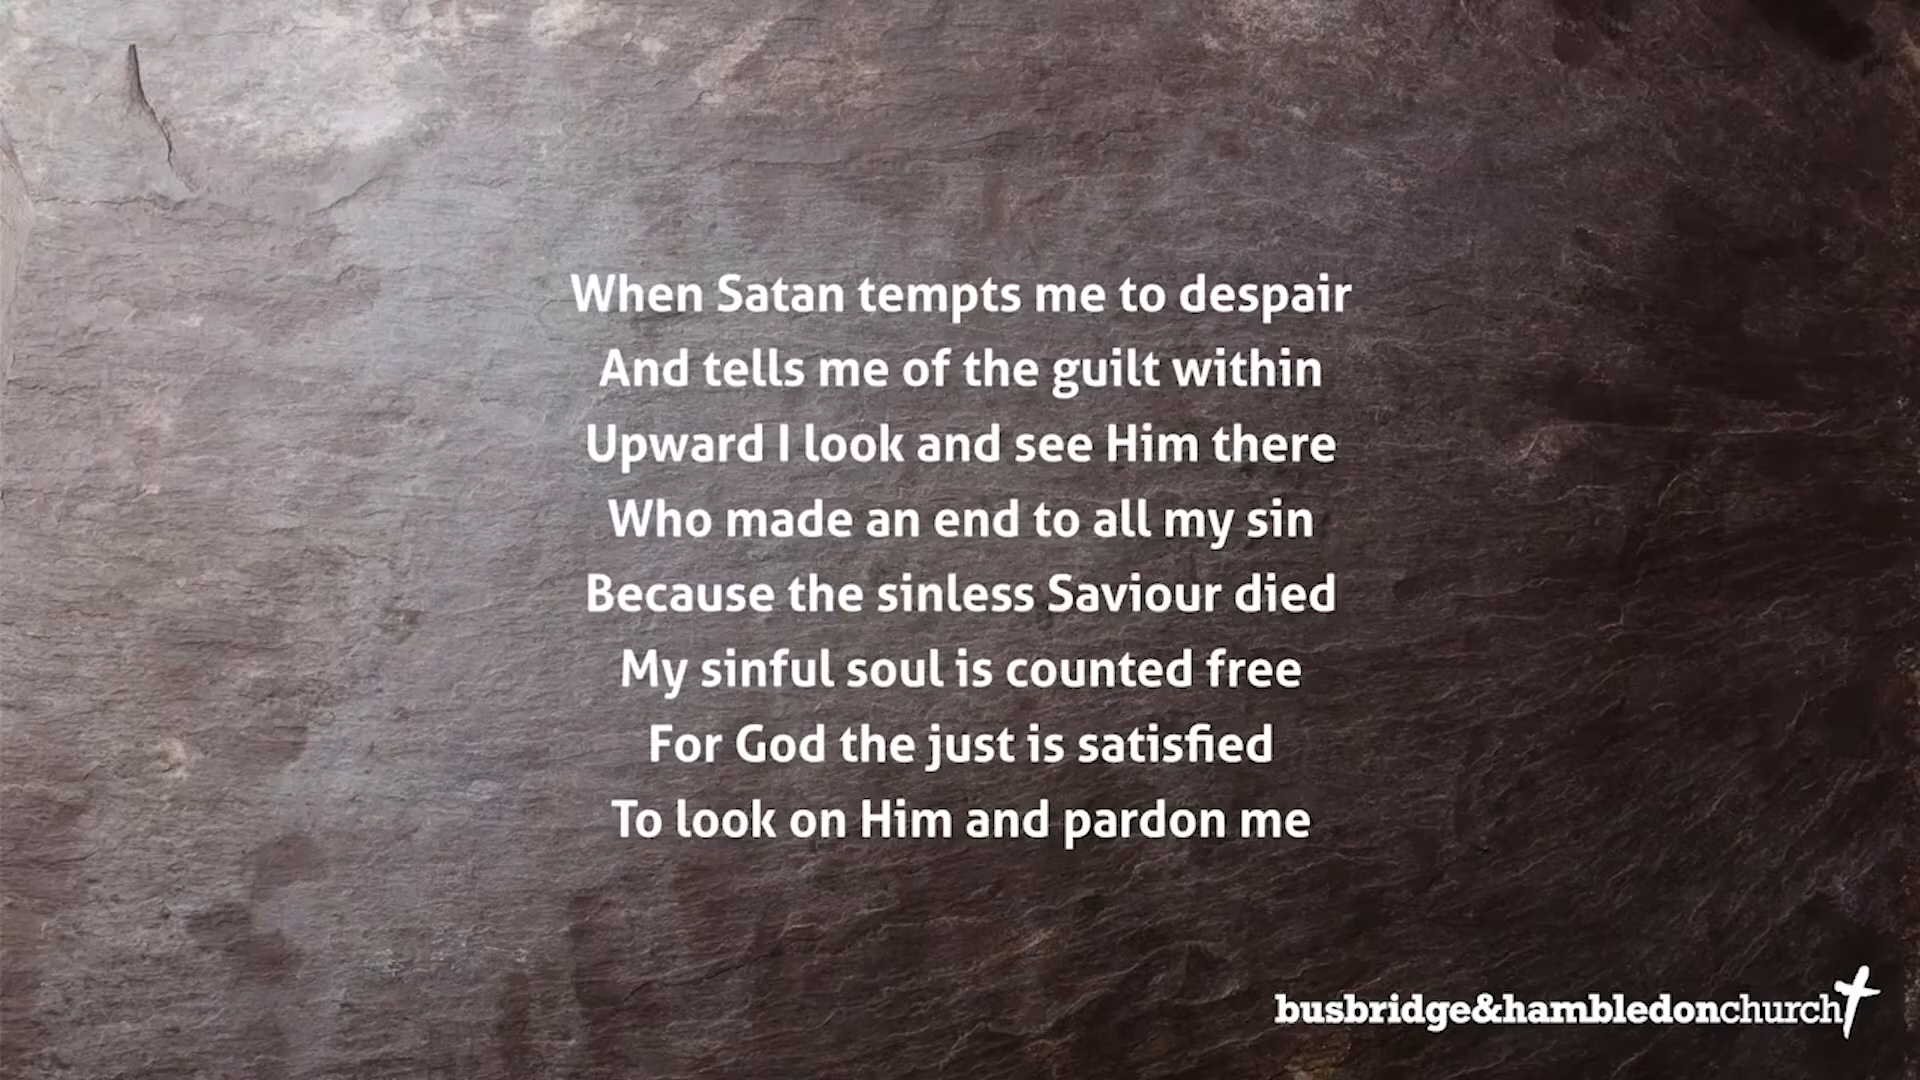 When Satan tempts me to despair
And tells me of the guilt within
Upward I look and see Him there
Who made an end to all my sin
Because the sinless Saviour died
My sinful soul is counted free
For God the just is satisfied
To look on Him and pardon me
busbridge&hambledonchurch